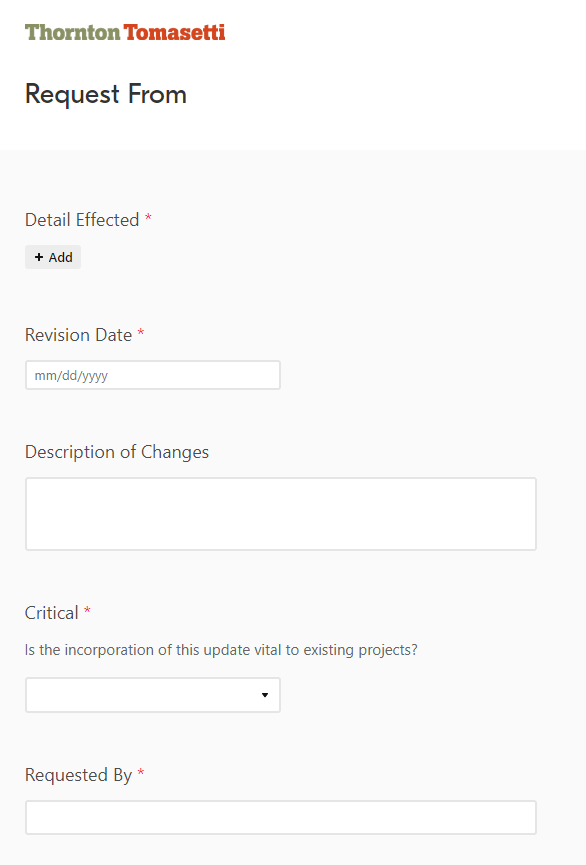 Thornton Tomasetti
Request From
Detail Effected *
+ Add
Revision Date *
mm/dd/yyyy
Description of Changes
Critical *
Is the incorporation of this update vital to existing projects?
Requested By *